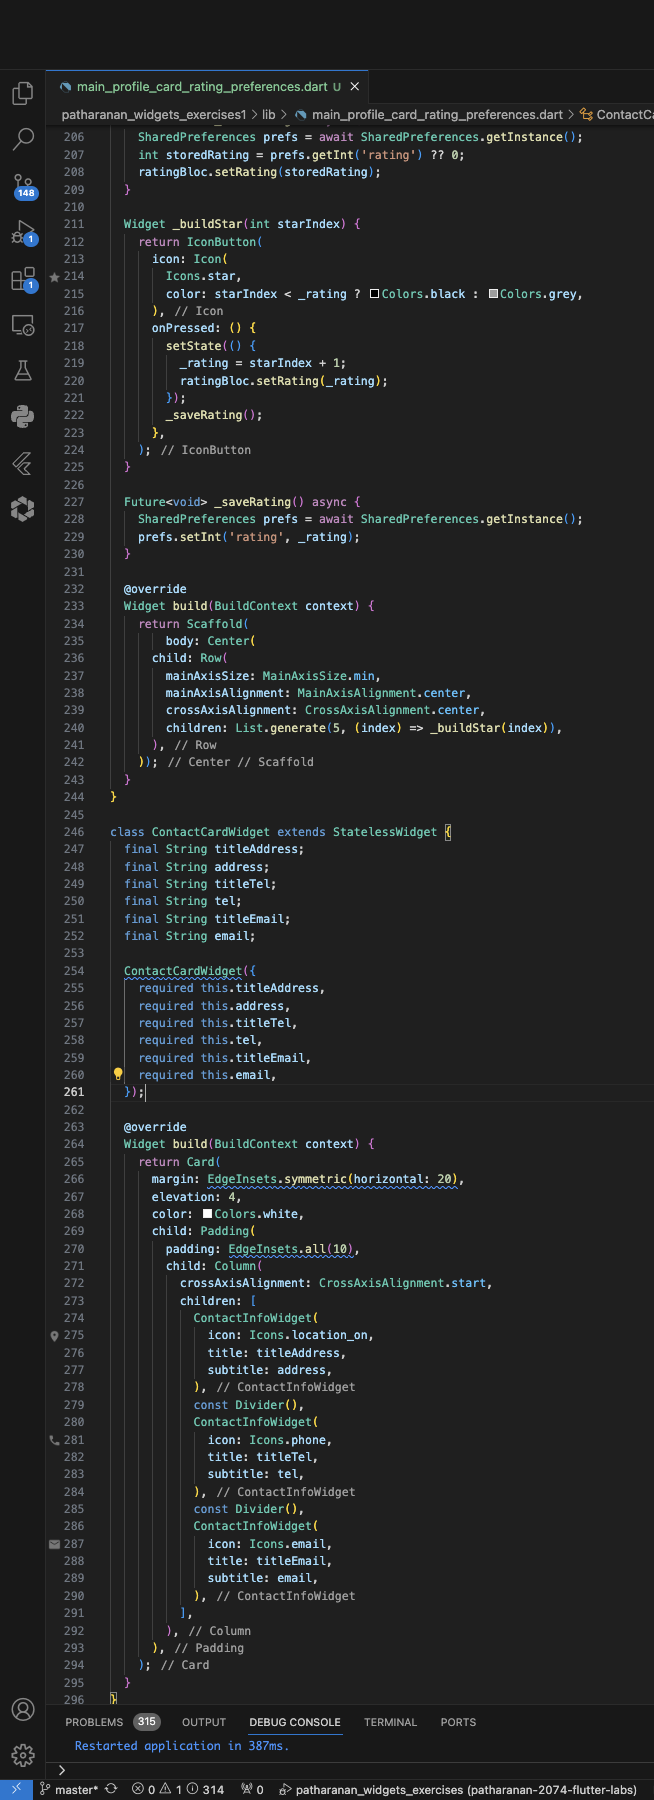 main_profile_card_rating_preferences.dart U
patharanan_widgets_exercises1 > lib > main_profile_card_rating_preferences.dart > ContactCa
206 SharedPreferences prefs = await SharedPreferences.getInstance();
207 int storedRating = prefs.getInt('rating') ?? 0;
208 ratingBloc.setRating(storedRating);
209 }
210
211 Widget _buildStar(int starIndex) {
212 return IconButton(
213 icon: Icon(
214 Icons.star,
215 color: starIndex < _rating ? Colors.black : Colors.grey,
216 ), // Icon
217 onPressed: () {
218 setState(() {
219 _rating = starIndex + 1;
220 ratingBloc.setRating(_rating);
221 });
222 _saveRating();
223 },
224 ); // IconButton
225 }
226
227 Future<void> _saveRating() async {
228 SharedPreferences prefs = await SharedPreferences.getInstance();
229 prefs.setInt('rating', _rating);
230 }
231
232 @override
233 Widget build(BuildContext context) {
234 return Scaffold(
235 body: Center(
236 child: Row(
237 mainAxisSize: MainAxisSize.min,
238 mainAxisAlignment: MainAxisAlignment.center,
239 crossAxisAlignment: CrossAxisAlignment.center,
240 children: List.generate(5, (index) => _buildStar(index)),
241 ), // Row
242 )); // Center // Scaffold
243 }
244 }
245
246 class ContactCardWidget extends StatelessWidget {
247 final String titleAddress;
248 final String address;
249 final String titleTel;
250 final String tel;
251 final String titleEmail;
252 final String email;
253
254 ContactCardWidget({
255 required this.titleAddress,
256 required this.address,
257 required this.titleTel,
258 required this.tel,
259 required this.titleEmail,
260 required this.email,
261 });
262
263 @override
264 Widget build(BuildContext context) {
265 return Card(
266 margin: EdgeInsets.symmetric(horizontal: 20),
267 elevation: 4,
268 color: Colors.white,
269 child: Padding(
270 padding: EdgeInsets.all(10),
271 child: Column(
272 crossAxisAlignment: CrossAxisAlignment.start,
273 children: [
274 ContactInfoWidget(
275 icon: Icons.location_on,
276 title: titleAddress,
277 subtitle: address,
278 ), // ContactInfoWidget
279 const Divider(),
280 ContactInfoWidget(
281 icon: Icons.phone,
282 title: titleTel,
283 subtitle: tel,
284 ), // ContactInfoWidget
285 const Divider(),
286 ContactInfoWidget(
287 icon: Icons.email,
288 title: titleEmail,
289 subtitle: email,
290 ), // ContactInfoWidget
291 ],
292 ), // Column
293 ), // Padding
294 ); // Card
295 }
296 }
148
1
1
PROBLEMS 315 OUTPUT DEBUG CONSOLE TERMINAL PORTS
Restarted application in 387ms.
>
master* 0 1 314 0 patharanan_widgets_exercises (patharanan-2074-flutter-labs)